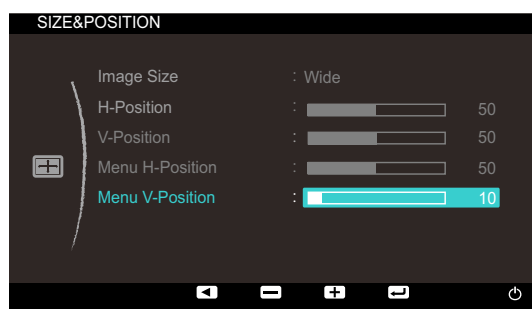 SIZE&POSITION
Image Size : Wide
H-Position : 50
V-Position : 50
Menu H-Position : 50
Menu V-Position : 10